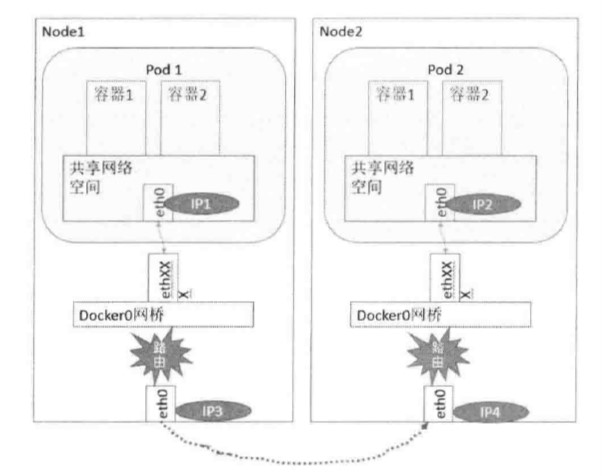 Node1
Pod 1
容器1
容器2
共享网络
空间
eth0
IP1
ethXX
X
Docker0网桥
路
由
eth0
IP3
Node2
Pod 2
容器1
容器2
共享网络
空间
eth0
IP2
ethXX
X
Docker0网桥
路
由
eth0
IP4